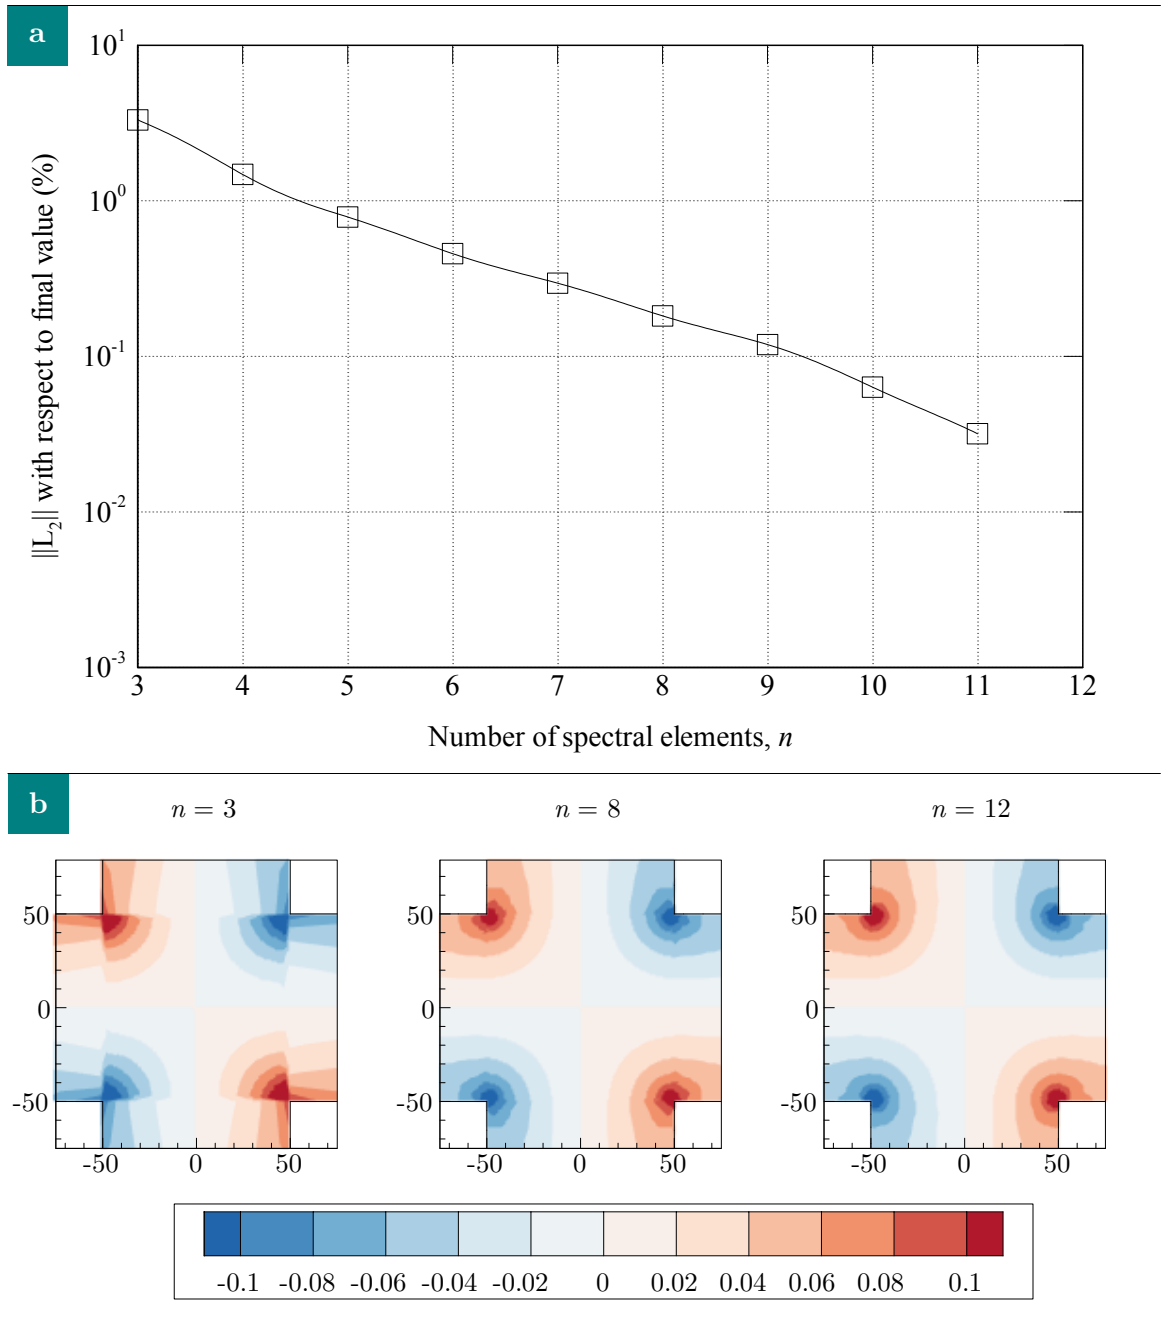 a
10^1
10^0
10^-1
10^-2
10^-3
||L_2|| with respect to final value (%)
3 4 5 6 7 8 9 10 11 12
Number of spectral elements, n
b
n = 3 n = 8 n = 12
50 50 50
0 0 0
-50 -50 -50
-50 0 50 -50 0 50 -50 0 50
-0.1 -0.08 -0.06 -0.04 -0.02 0 0.02 0.04 0.06 0.08 0.1